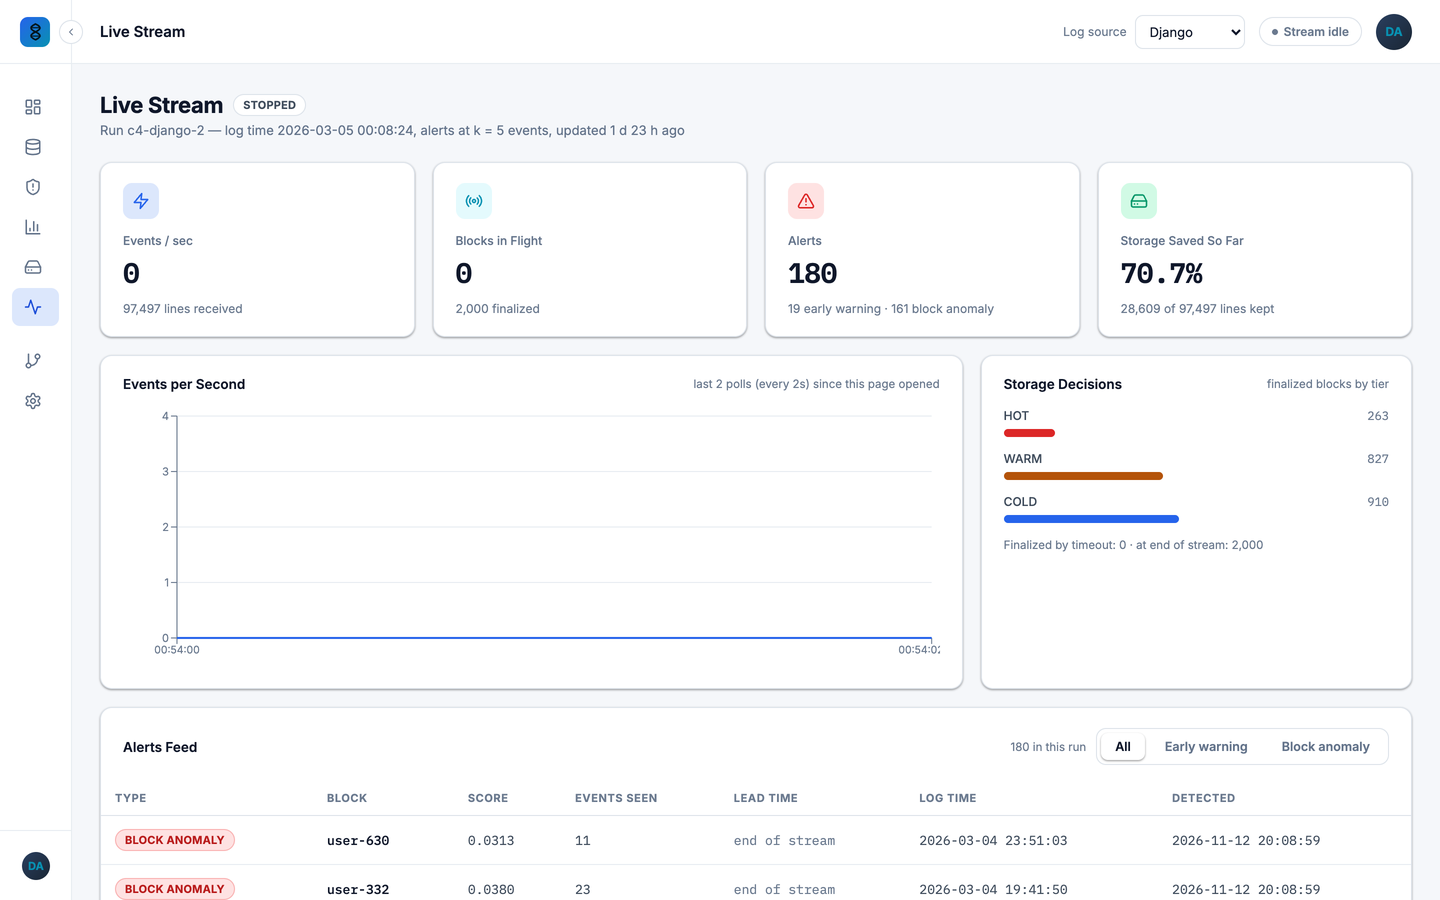 Live Stream
Log source
Django
Stream idle
DA
Live Stream
STOPPED
Run c4-django-2 — log time 2026-03-05 00:08:24, alerts at k = 5 events, updated 1 d 23 h ago
Events / sec
0
97,497 lines received
Blocks in Flight
0
2,000 finalized
Alerts
180
19 early warning · 161 block anomaly
Storage Saved So Far
70.7%
28,609 of 97,497 lines kept
Events per Second
last 2 polls (every 2s) since this page opened
4
3
2
1
0
00:54:00
00:54:02
Storage Decisions
finalized blocks by tier
HOT 263
WARM 827
COLD 910
Finalized by timeout: 0 · at end of stream: 2,000
Alerts Feed
180 in this run
All
Early warning
Block anomaly
TYPE BLOCK SCORE EVENTS SEEN LEAD TIME LOG TIME DETECTED
BLOCK ANOMALY user-630 0.0313 11 end of stream 2026-03-04 23:51:03 2026-11-12 20:08:59
BLOCK ANOMALY user-332 0.0380 23 end of stream 2026-03-04 19:41:50 2026-11-12 20:08:59
DA